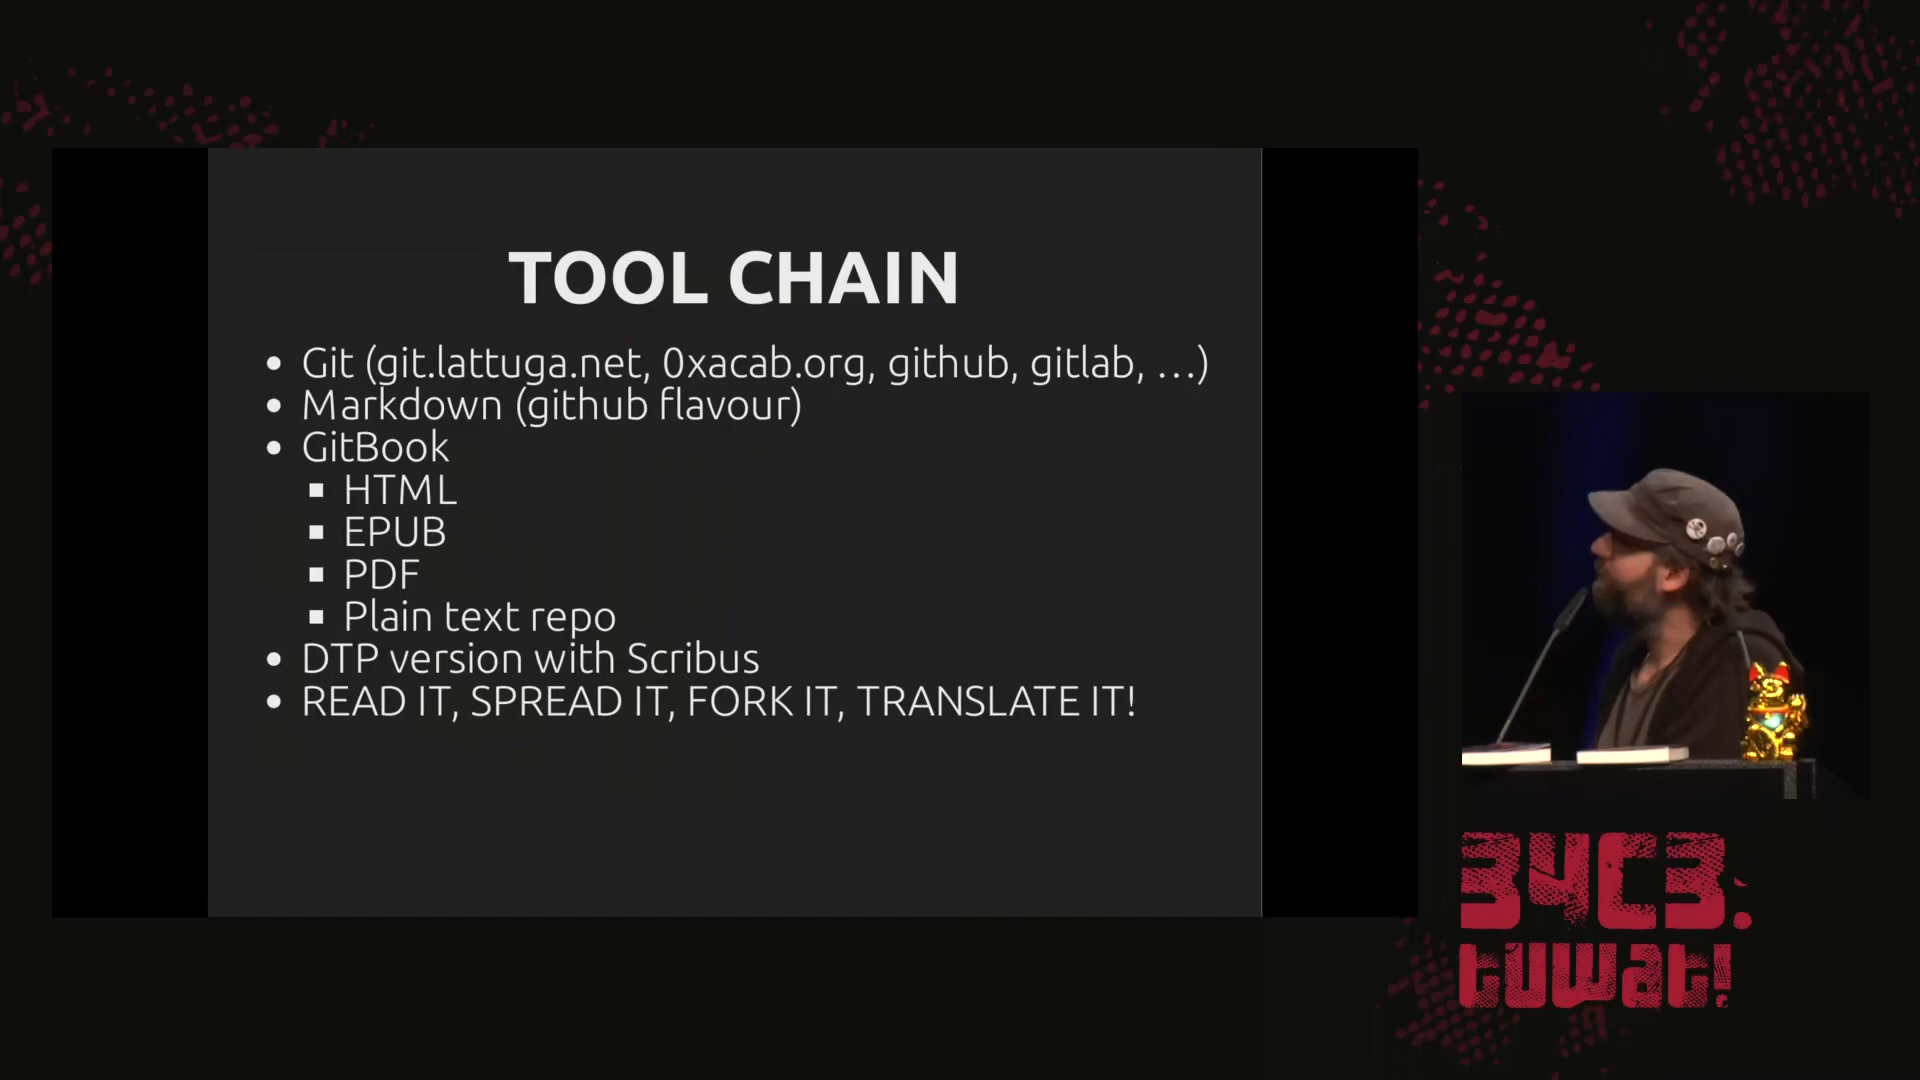 TOOL CHAIN
Git (git.lattuga.net, 0xacab.org, github, gitlab, …)
Markdown (github flavour)
GitBook
HTML
EPUB
PDF
Plain text repo
DTP version with Scribus
READ IT, SPREAD IT, FORK IT, TRANSLATE IT!
34C3.
tuwat!